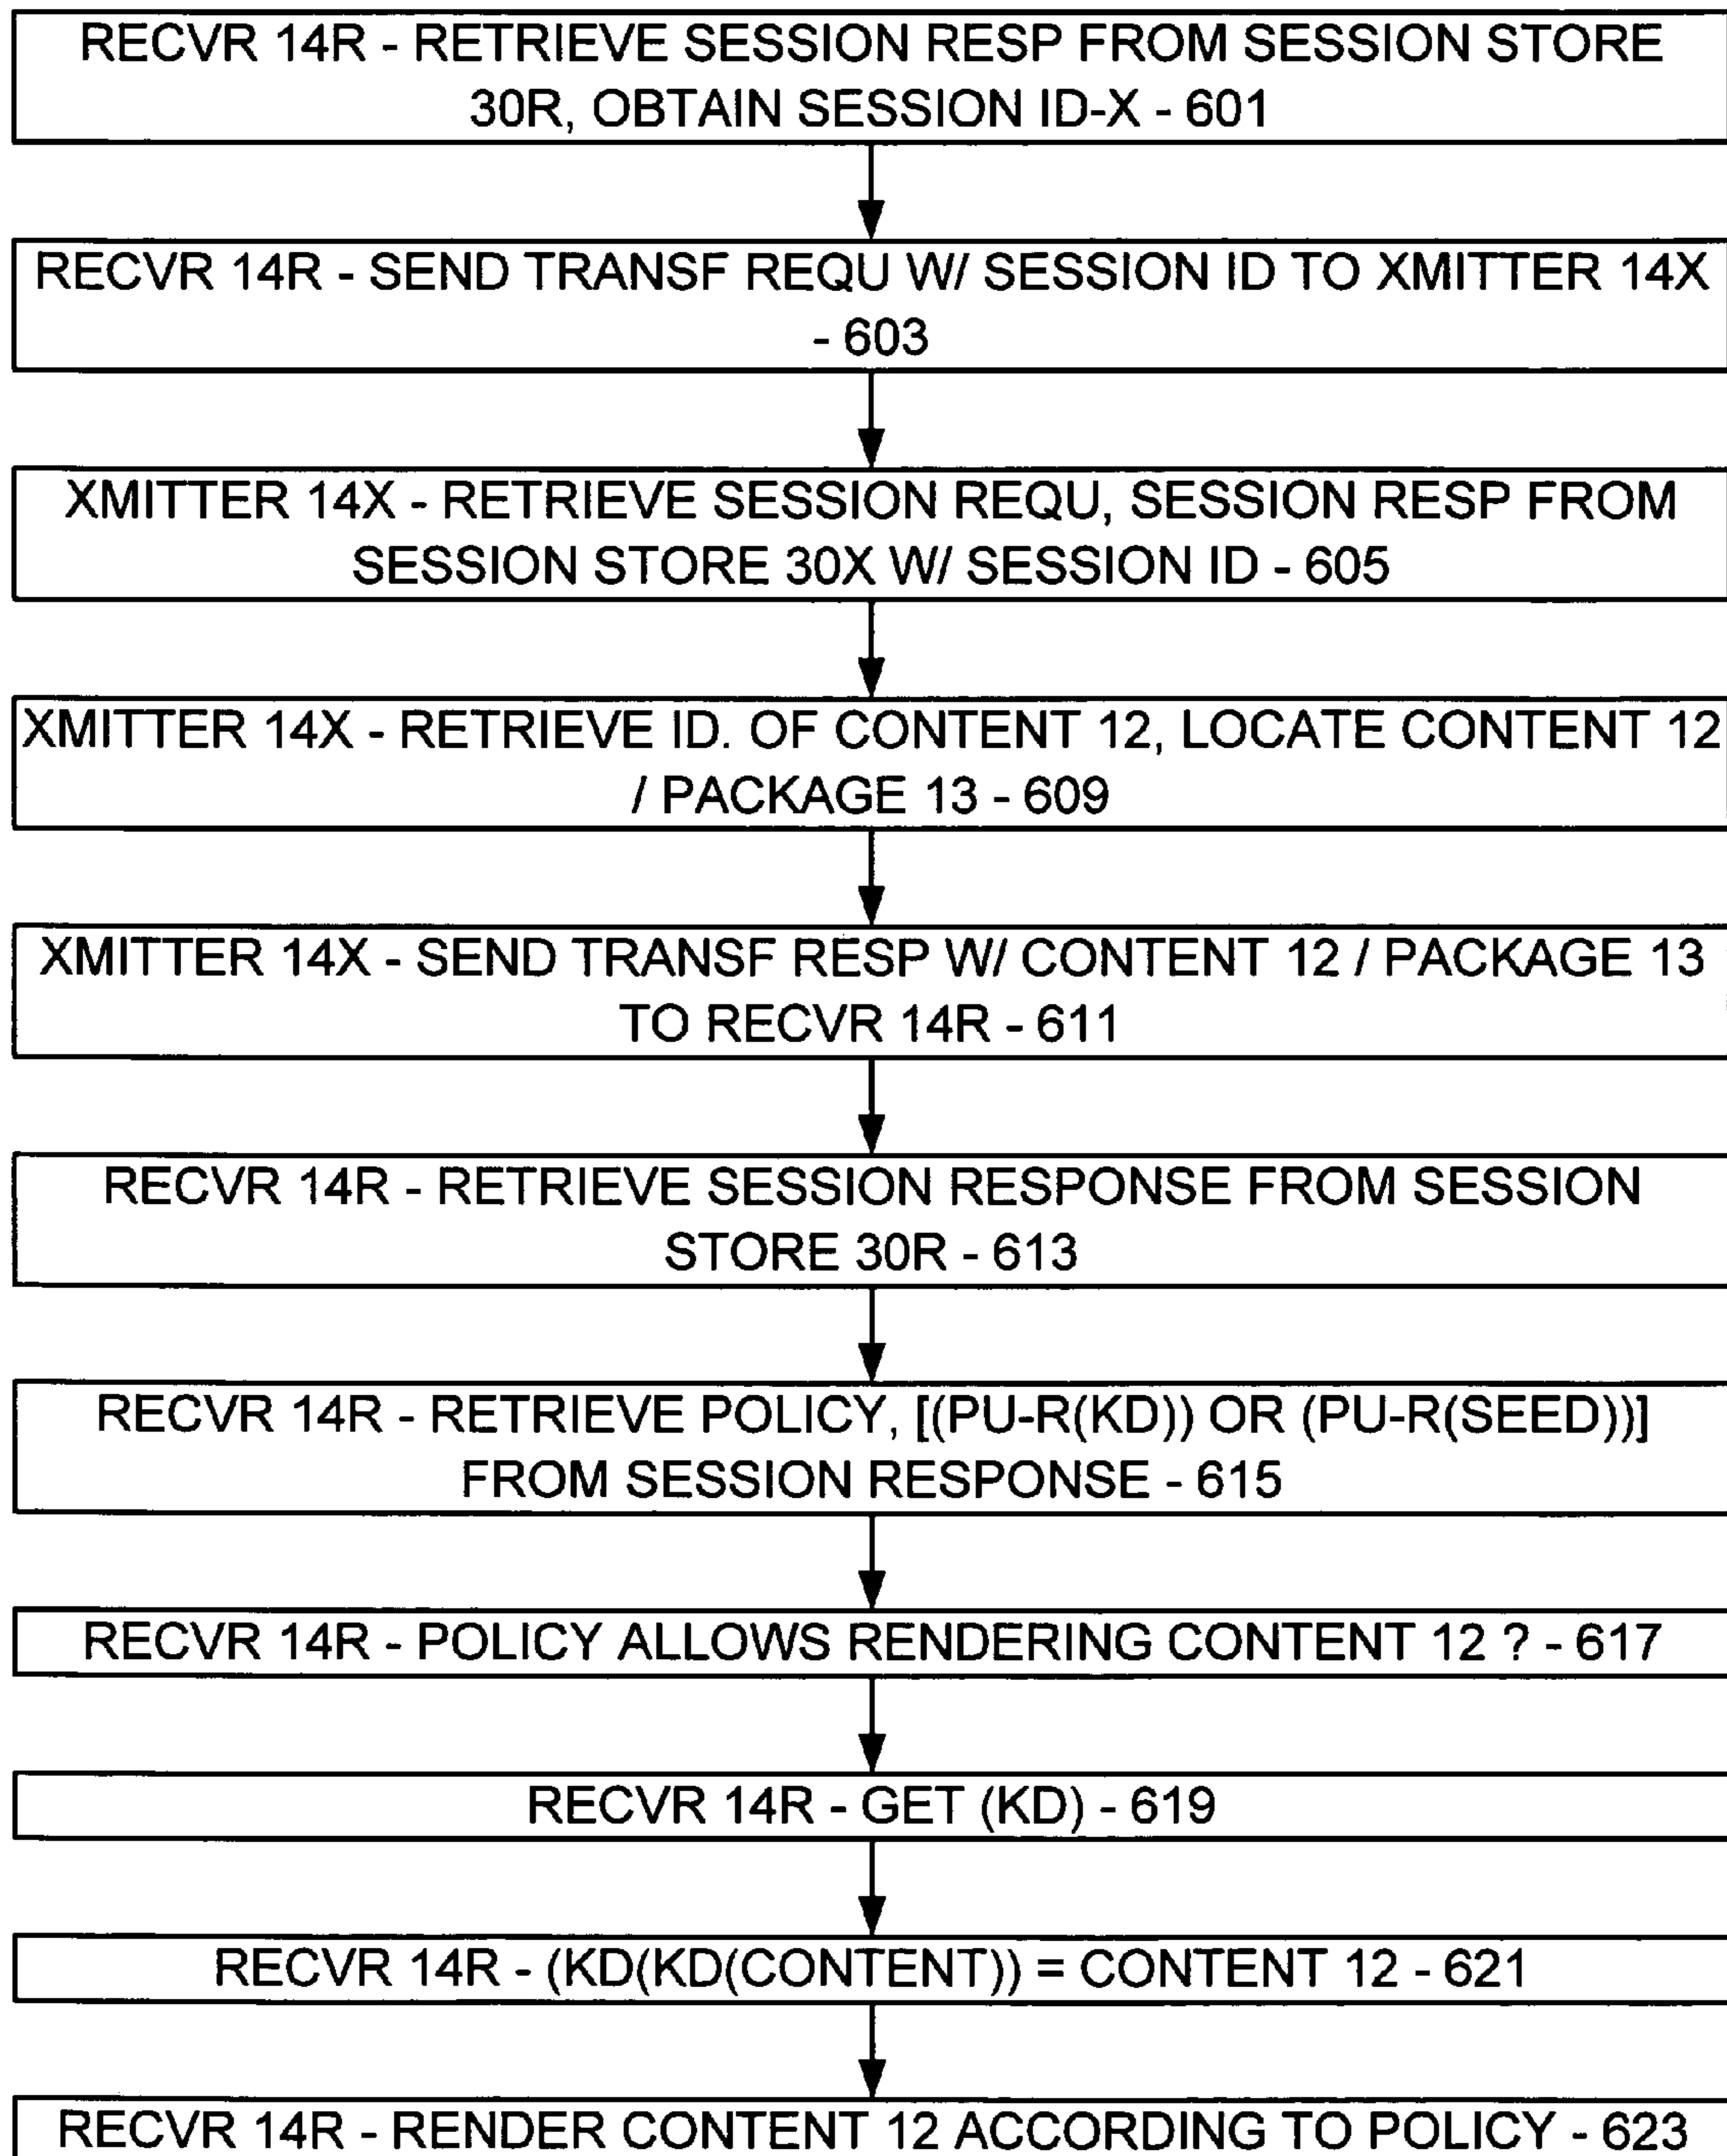 RECVR 14R - RETRIEVE SESSION RESP FROM SESSION STORE
30R, OBTAIN SESSION ID-X - 601
RECVR 14R - SEND TRANSF REQU W/ SESSION ID TO XMITTER 14X
- 603
XMITTER 14X - RETRIEVE SESSION REQU, SESSION RESP FROM
SESSION STORE 30X W/ SESSION ID - 605
XMITTER 14X - RETRIEVE ID. OF CONTENT 12, LOCATE CONTENT 12
/ PACKAGE 13 - 609
XMITTER 14X - SEND TRANSF RESP W/ CONTENT 12 / PACKAGE 13
TO RECVR 14R - 611
RECVR 14R - RETRIEVE SESSION RESPONSE FROM SESSION
STORE 30R - 613
RECVR 14R - RETRIEVE POLICY, [(PU-R(KD)) OR (PU-R(SEED))]
FROM SESSION RESPONSE - 615
RECVR 14R - POLICY ALLOWS RENDERING CONTENT 12 ? - 617
RECVR 14R - GET (KD) - 619
RECVR 14R - (KD(KD(CONTENT)) = CONTENT 12 - 621
RECVR 14R - RENDER CONTENT 12 ACCORDING TO POLICY - 623